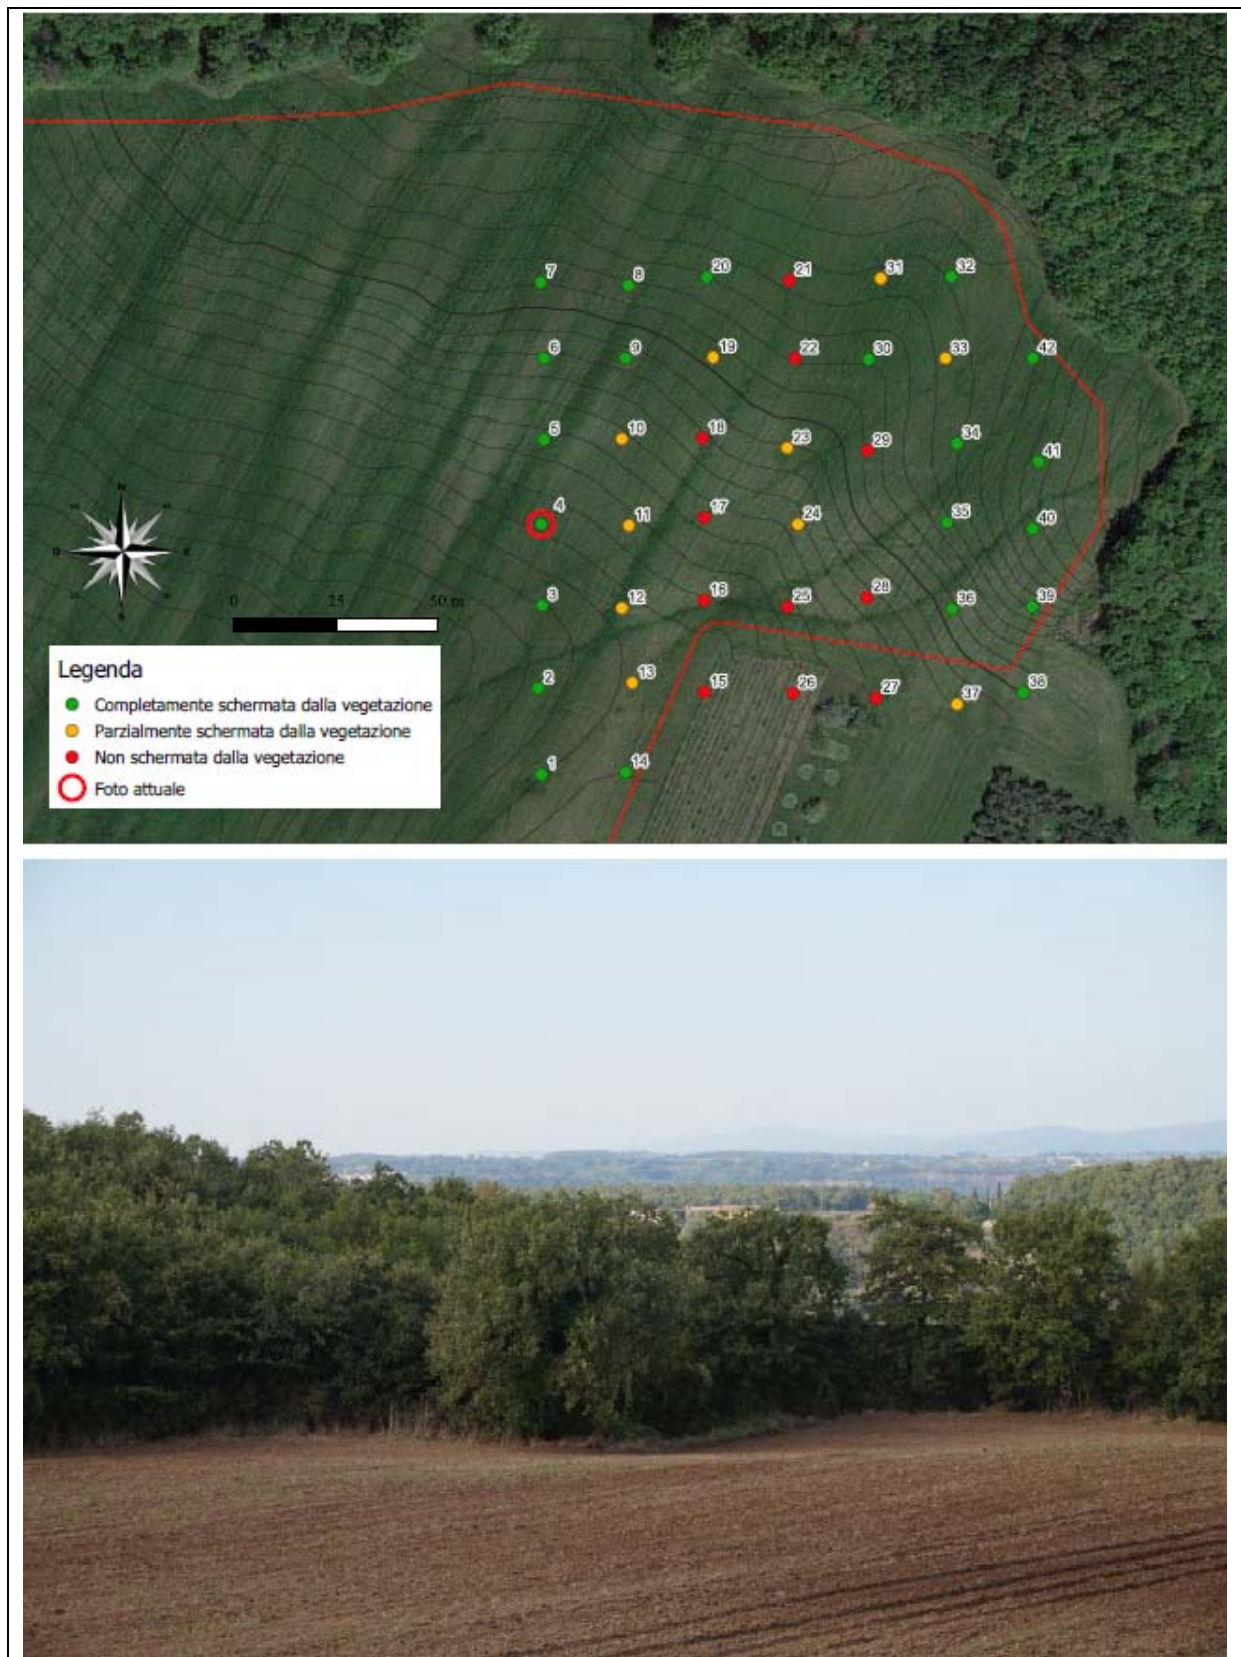 7 8 20 21 31 32
6 9 19 22 30 33 42
5 10 18 23 29 34 41
4 11 17 24 35 40
3 12 16 25 28 36 39
2 13 15 26 27 37 38
1 14
N
O E
S
0 25 50 m
Legenda
Completamente schermata dalla vegetazione
Parzialmente schermata dalla vegetazione
Non schermata dalla vegetazione
Foto attuale